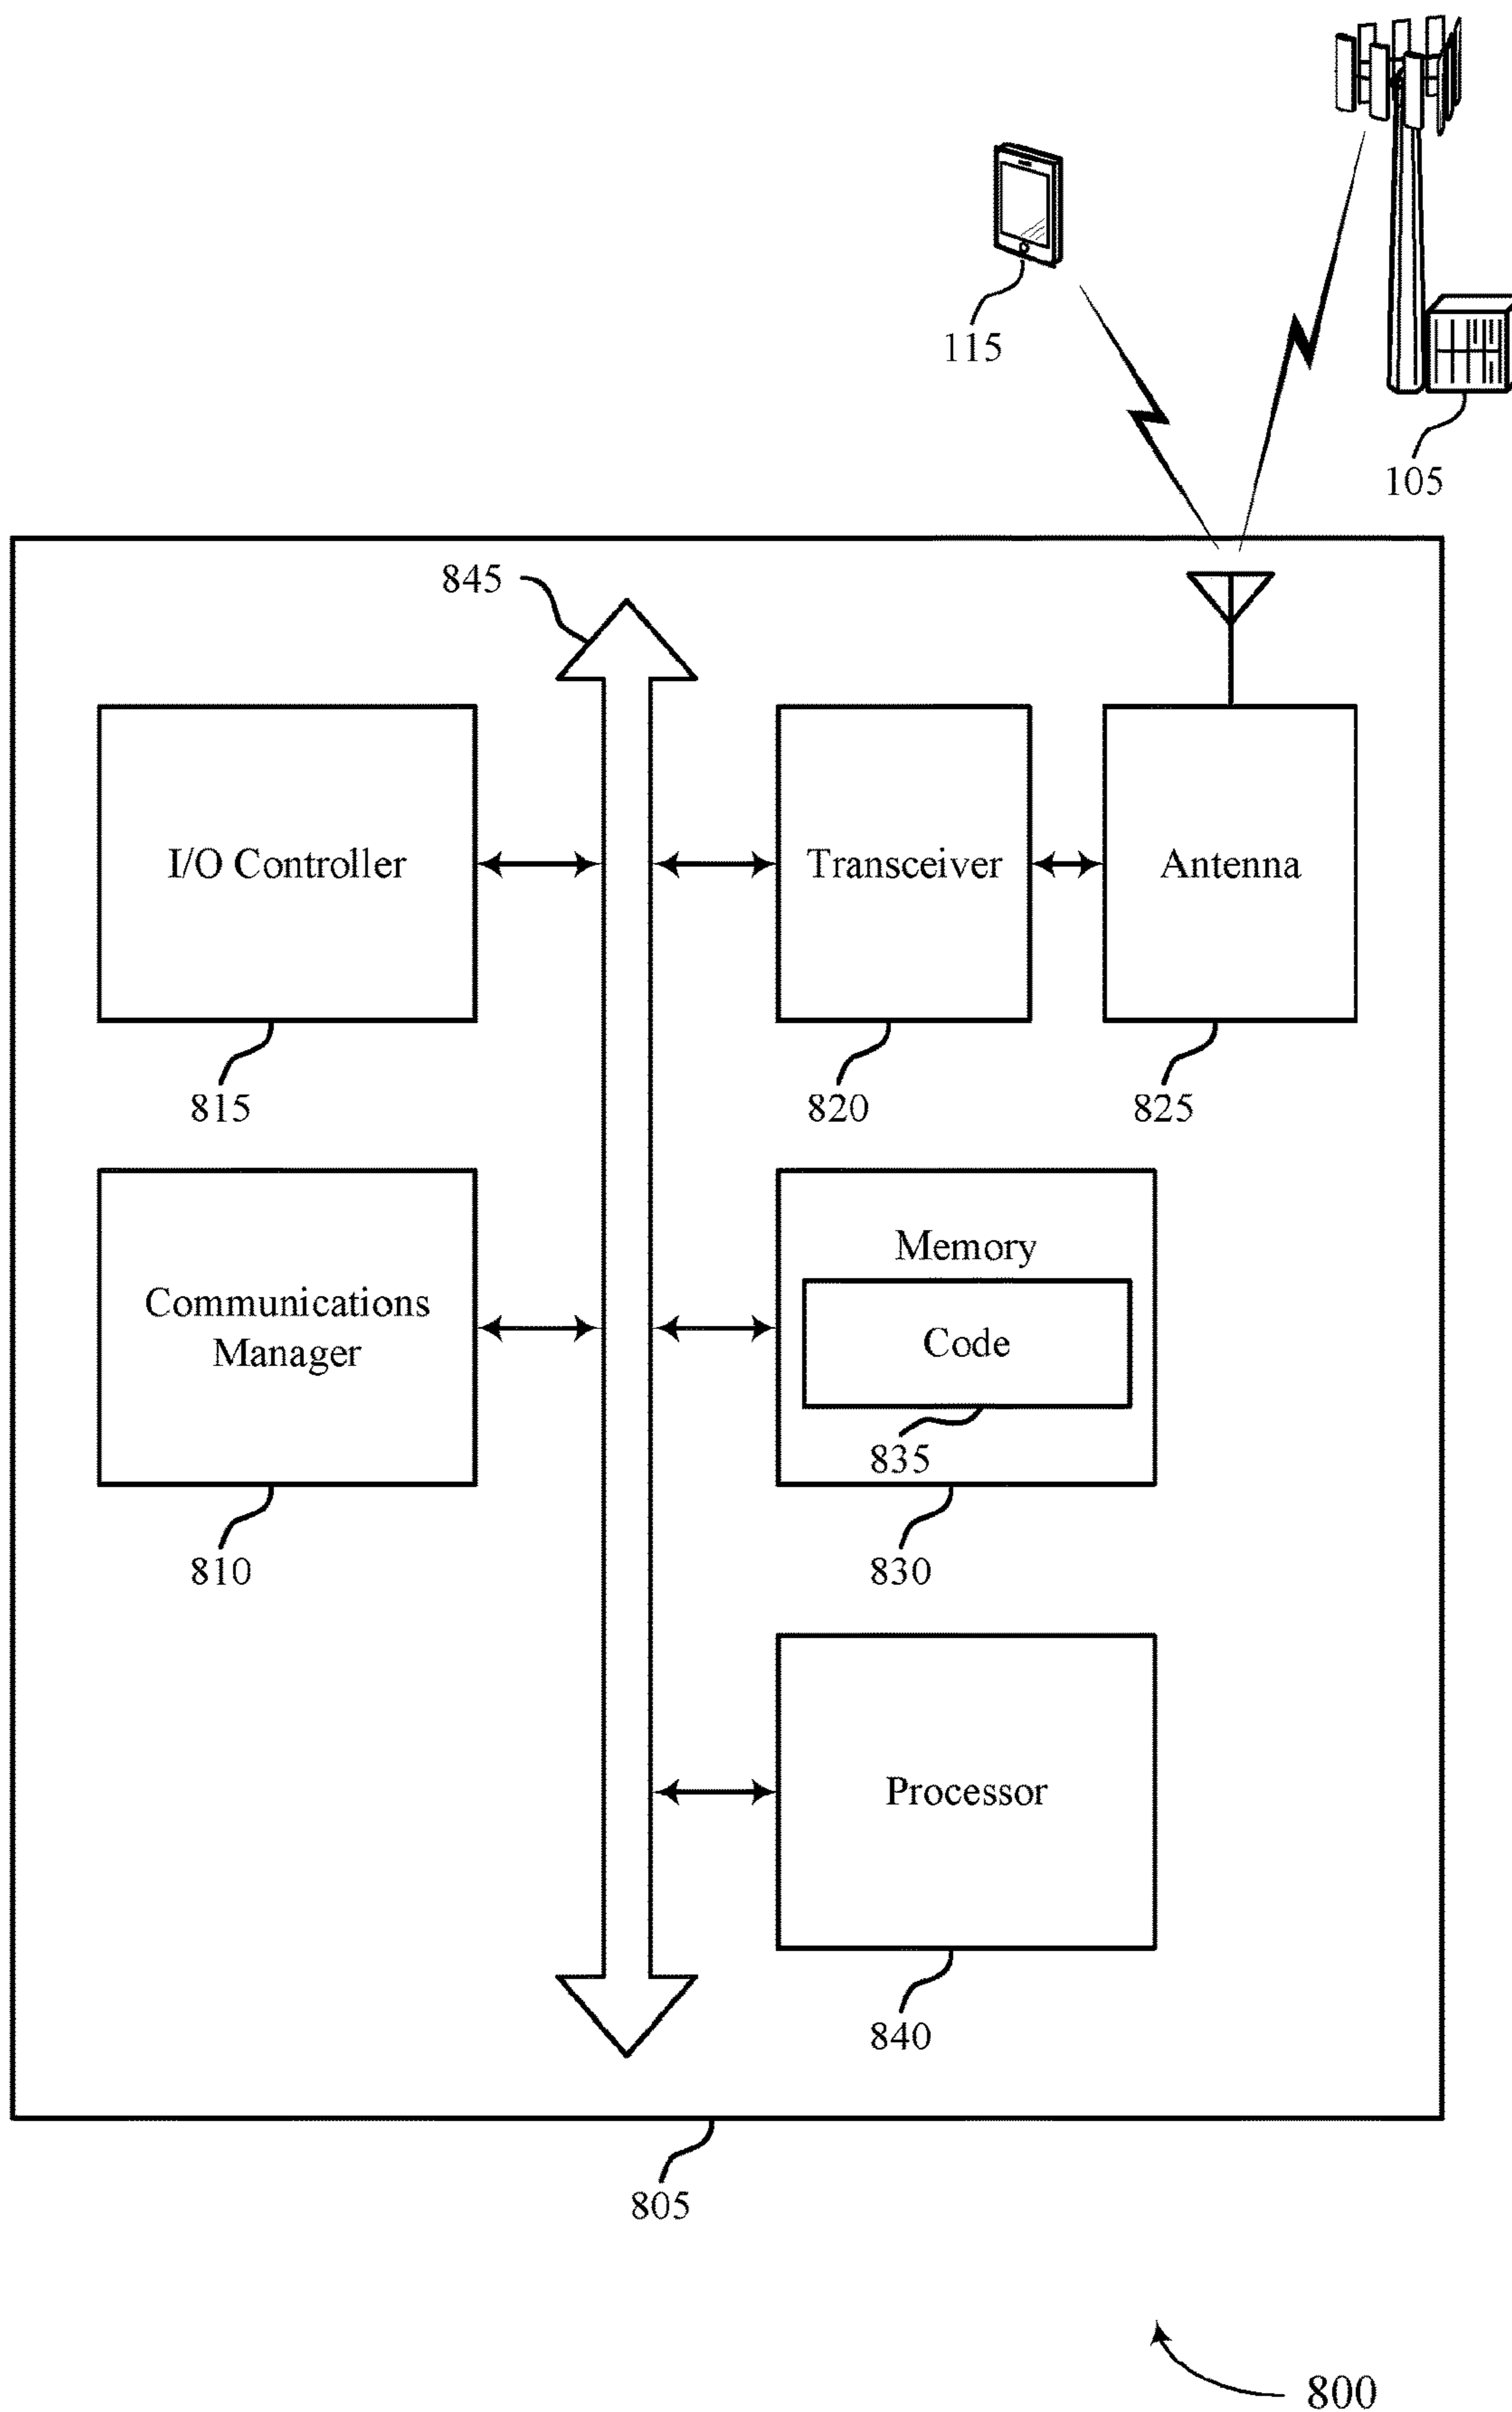 115
105
845
I/O Controller
Transceiver
Antenna
815
820
825
Communications
Manager
Memory
Code
835
810
830
Processor
840
805
800